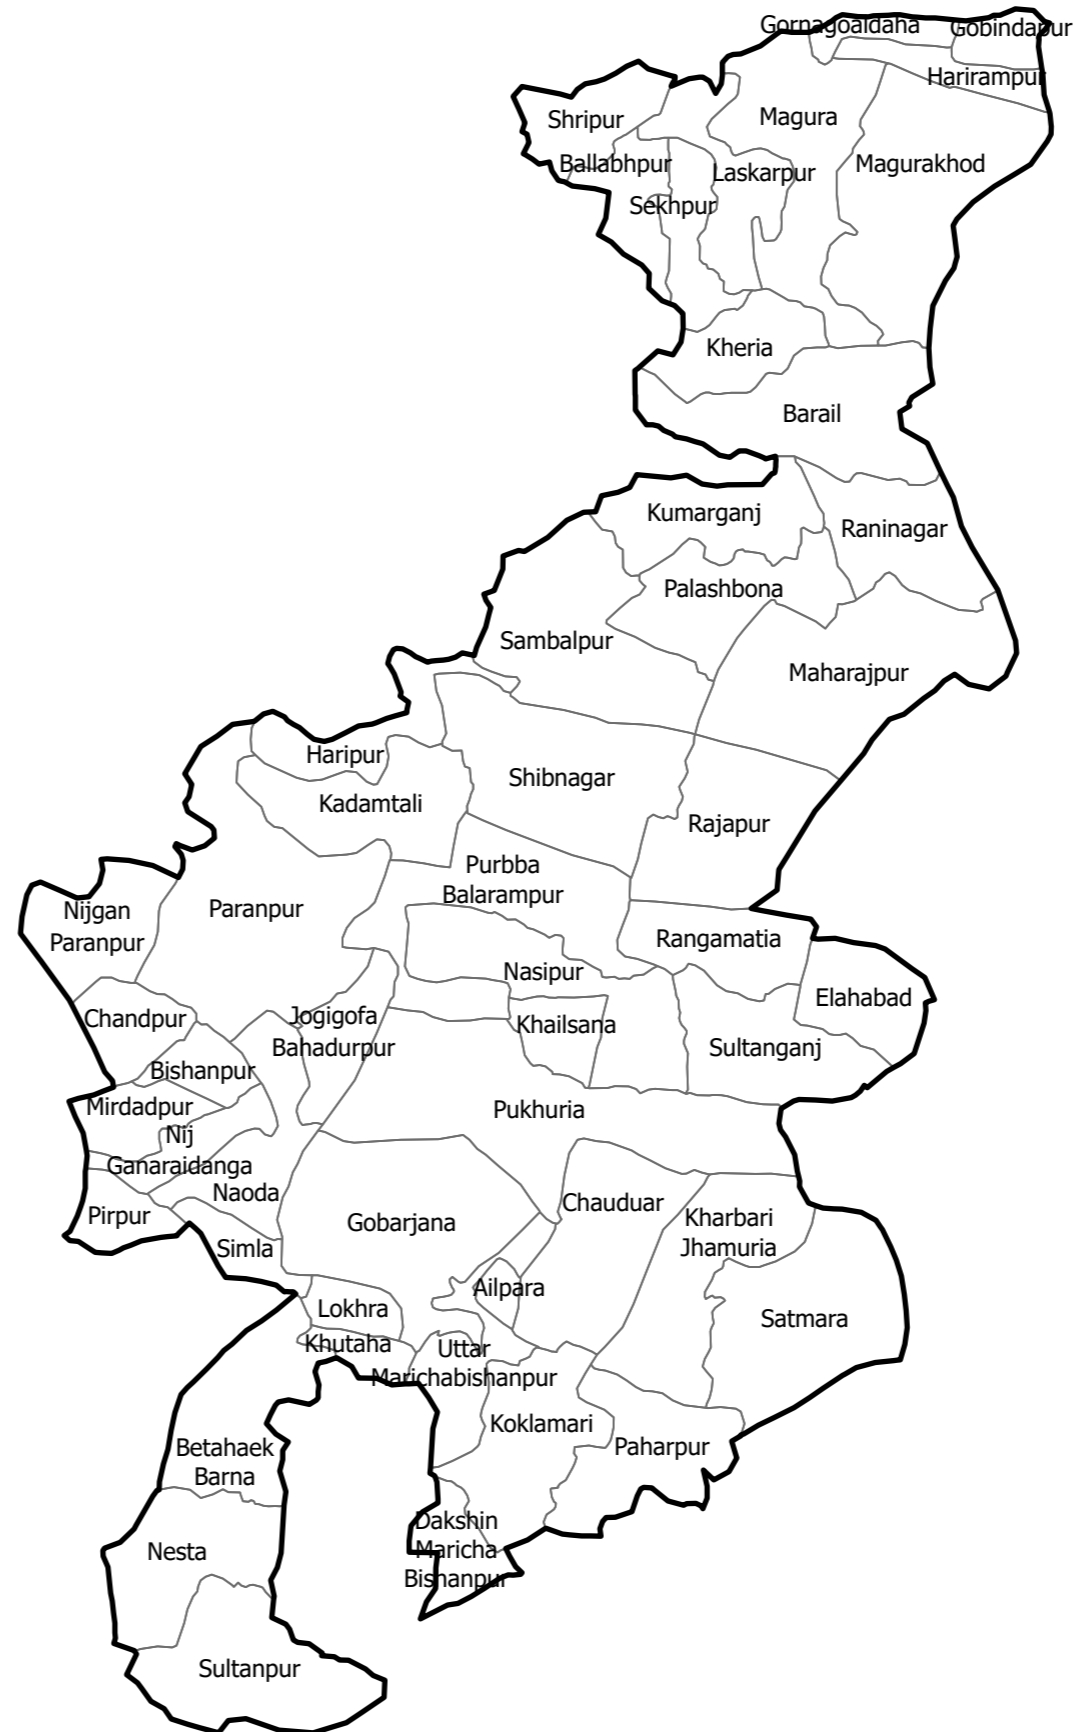 Gornagoaldaha
Gobindapur
Harirampur
Shripur
Magura
Ballabhpur
Laskarpur
Magurakhod
Sekhpur
Kheria
Barail
Kumarganj
Raninagar
Palashbona
Sambalpur
Maharajpur
Haripur
Shibnagar
Kadamtali
Rajapur
Purbba
Balarampur
Nijgan
Paranpur
Paranpur
Rangamatia
Nasipur
Elahabad
Chandpur
Jogigofa
Bahadurpur
Khailsana
Sultanganj
Bishanpur
Mirdadpur
Pukhuria
Nij
Ganaraidanga
Naoda
Pirpur
Gobarjana
Chauduar
Kharbari
Jhamuria
Simla
Ailpara
Lokhra
Satmara
Khutaha
Uttar
Marichabishanpur
Koklamari
Paharpur
Betahaek
Barna
Dakshin
Maricha
Bishanpur
Nesta
Sultanpur